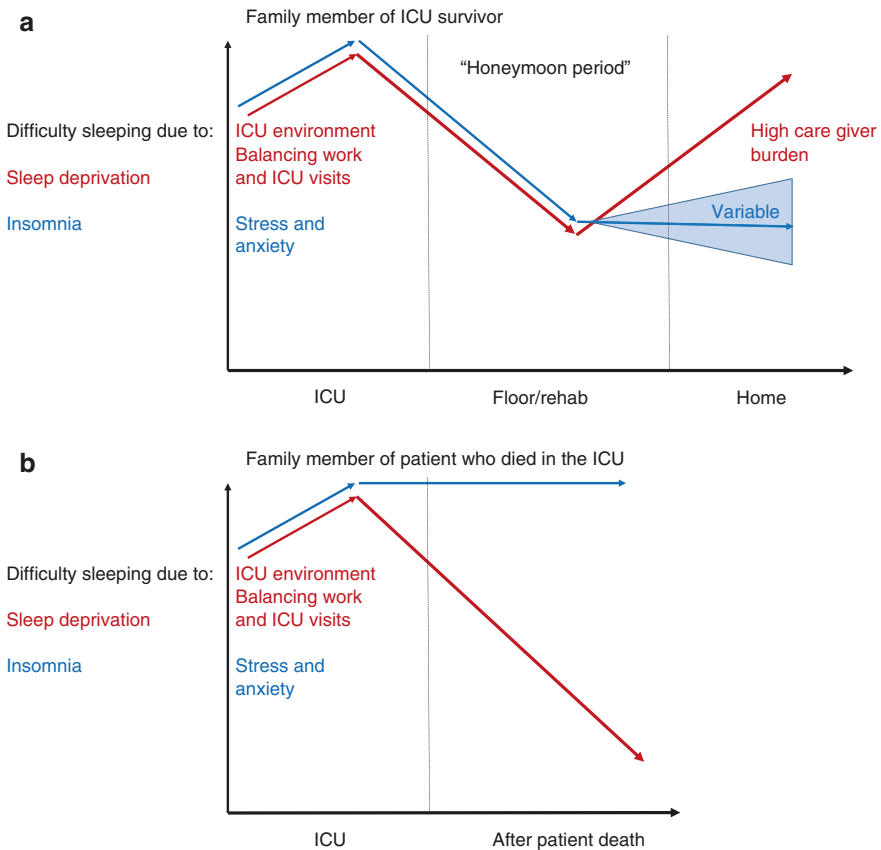 a
Family member of ICU survivor
"Honeymoon period"
Difficulty sleeping due to:
Sleep deprivation
Insomnia
ICU environment
Balancing work
and ICU visits
Stress and
anxiety
High care giver
burden
Variable
ICU
Floor/rehab
Home
b
Family member of patient who died in the ICU
Difficulty sleeping due to:
Sleep deprivation
Insomnia
ICU environment
Balancing work
and ICU visits
Stress and
anxiety
ICU
After patient death